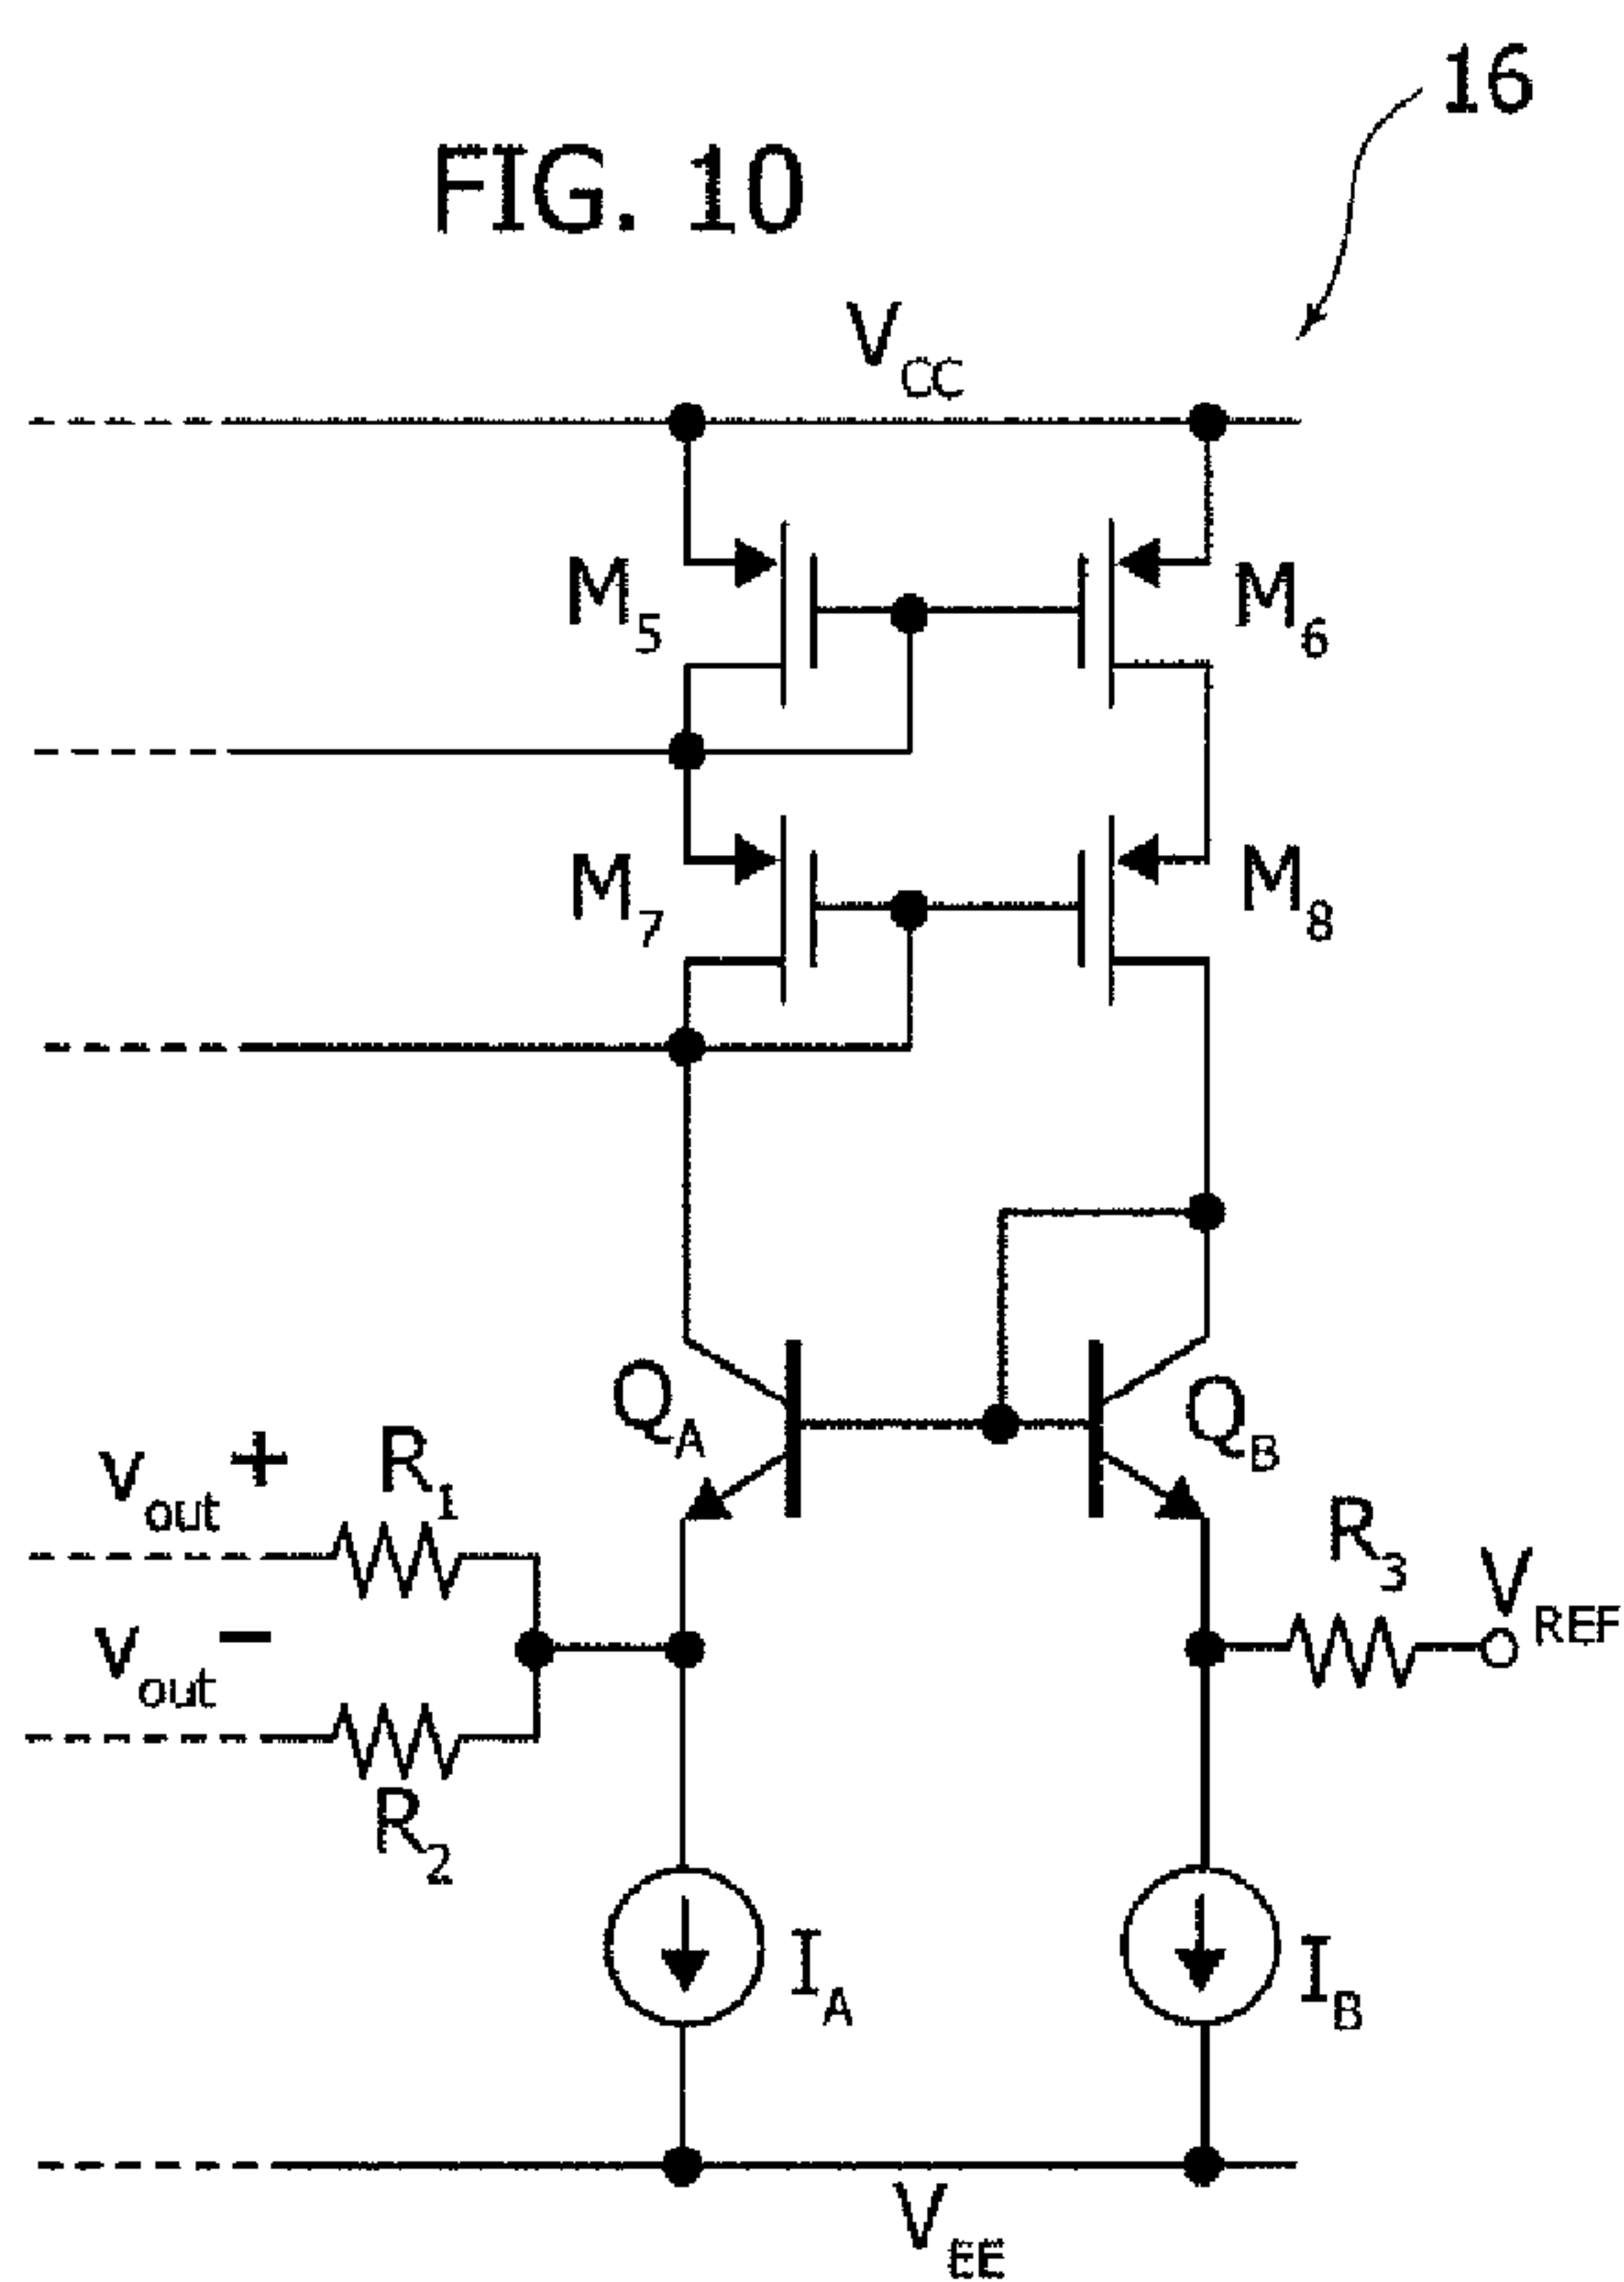 16
FIG. 10
VCC
M5
M6
M7
M8
QA
QB
vout+
R1
R3
VREF
vout−
R2
IA
IB
VEE